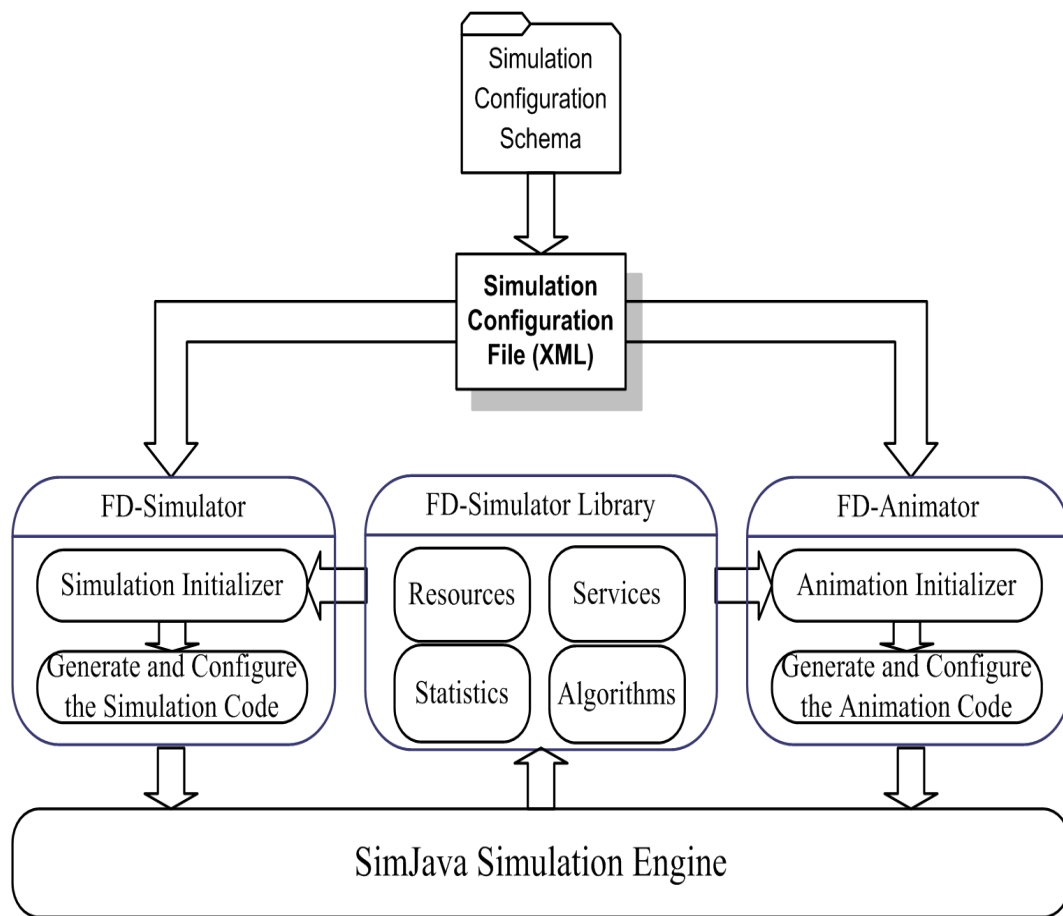 Simulation
Configuration
Schema
Simulation
Configuration
File (XML)
FD-Simulator
Simulation Initializer
Generate and Configure
the Simulation Code
FD-Simulator Library
Resources
Services
Statistics
Algorithms
FD-Animator
Animation Initializer
Generate and Configure
the Animation Code
SimJava Simulation Engine